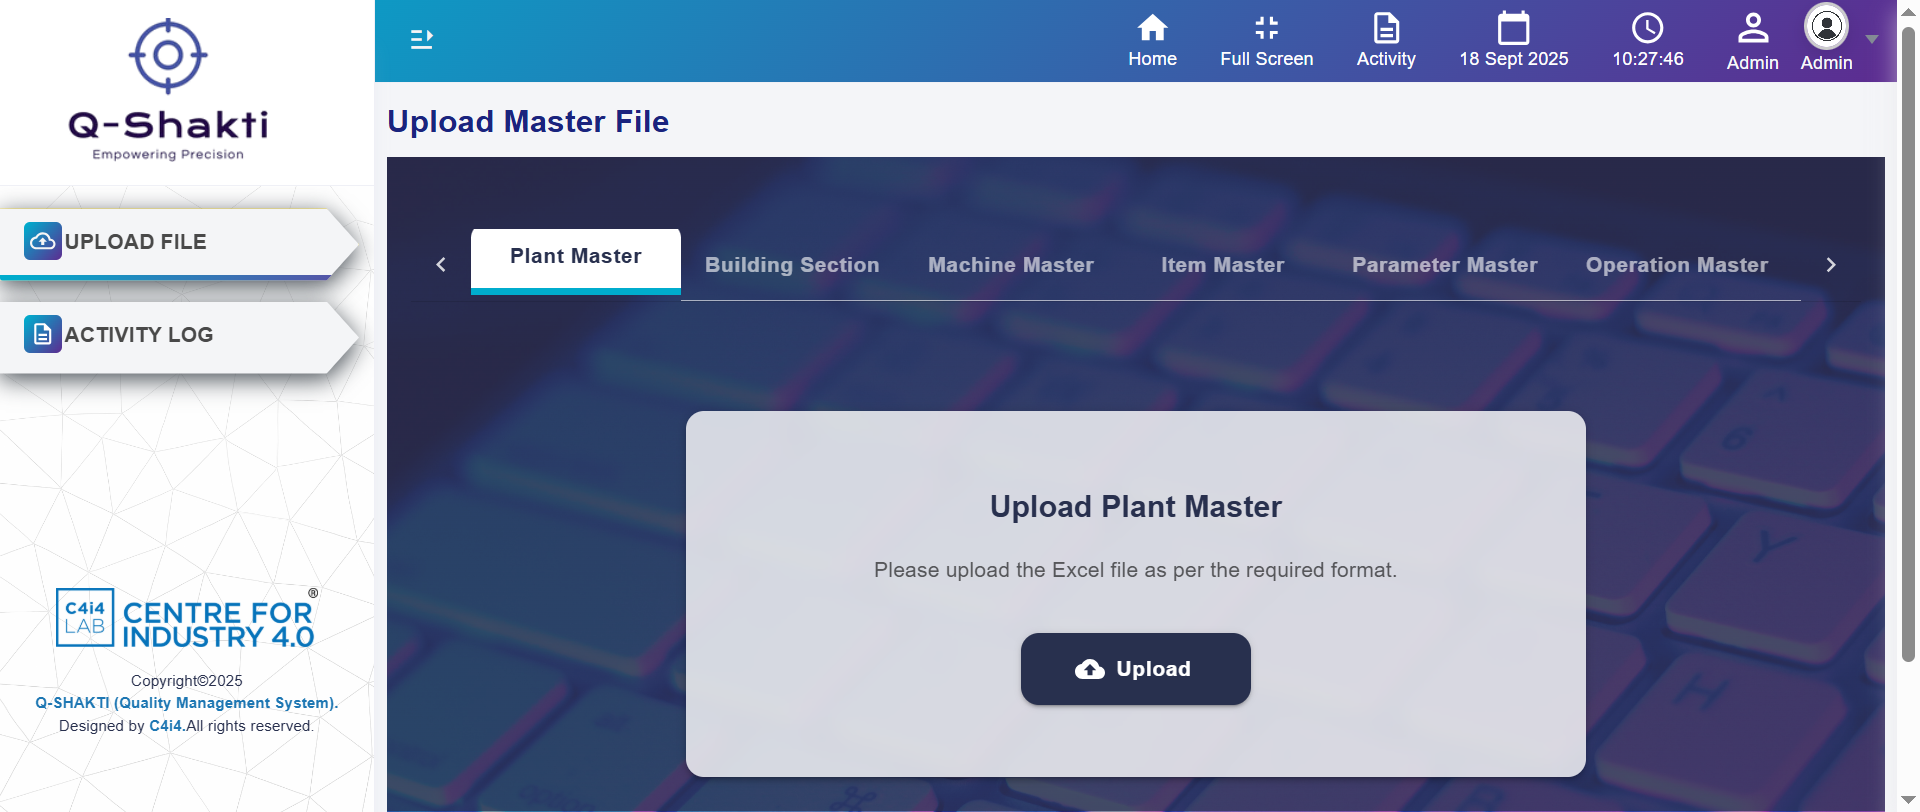 Q-Shakti
Empowering Precision
UPLOAD FILE
ACTIVITY LOG
C4i4 LAB
CENTRE FOR INDUSTRY 4.0 ®
Copyright©2025
Q-SHAKTI (Quality Management System).
Designed by C4i4.All rights reserved.
Home
Full Screen
Activity
18 Sept 2025
10:27:46
Admin
Admin
Upload Master File
Plant Master
Building Section
Machine Master
Item Master
Parameter Master
Operation Master
Upload Plant Master
Please upload the Excel file as per the required format.
Upload
6
Y
H
B
option